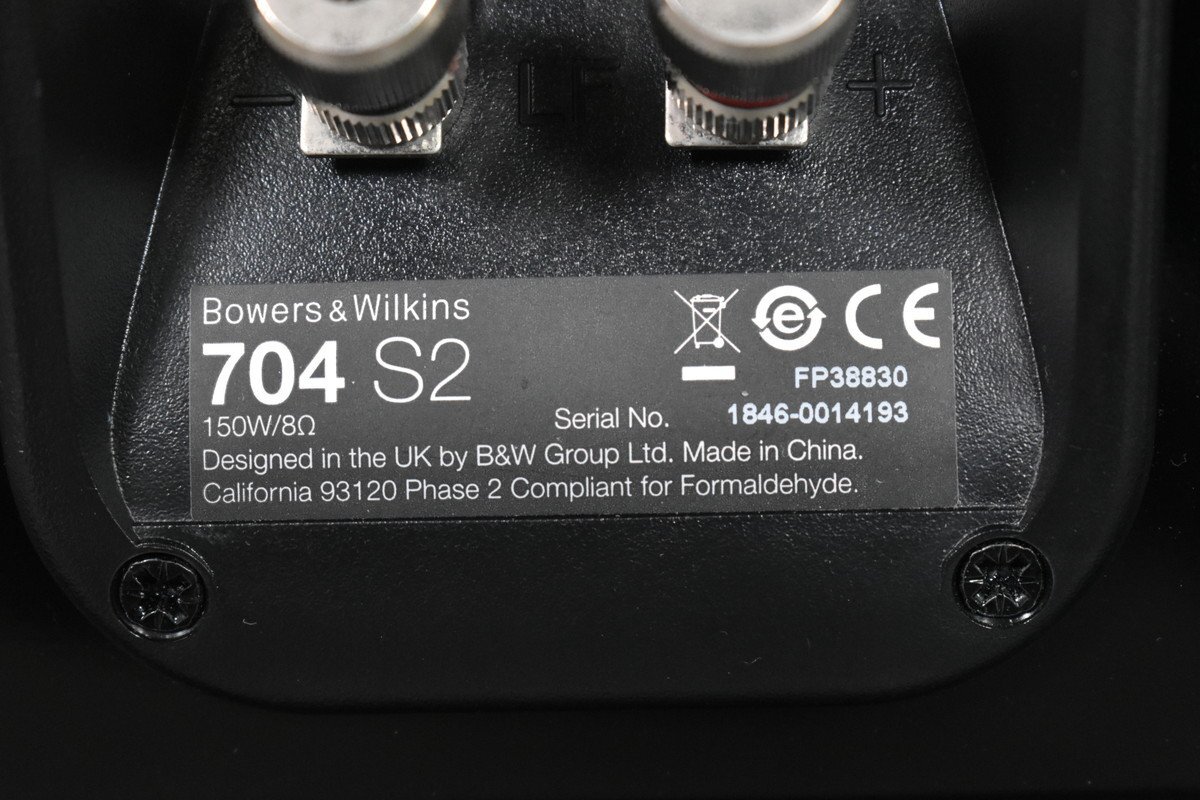 - LF +
Bowers & Wilkins
704 S2
FP38830
150W/8Ω
Serial No. 1846-0014193
Designed in the UK by B&W Group Ltd. Made in China.
California 93120 Phase 2 Compliant for Formaldehyde.